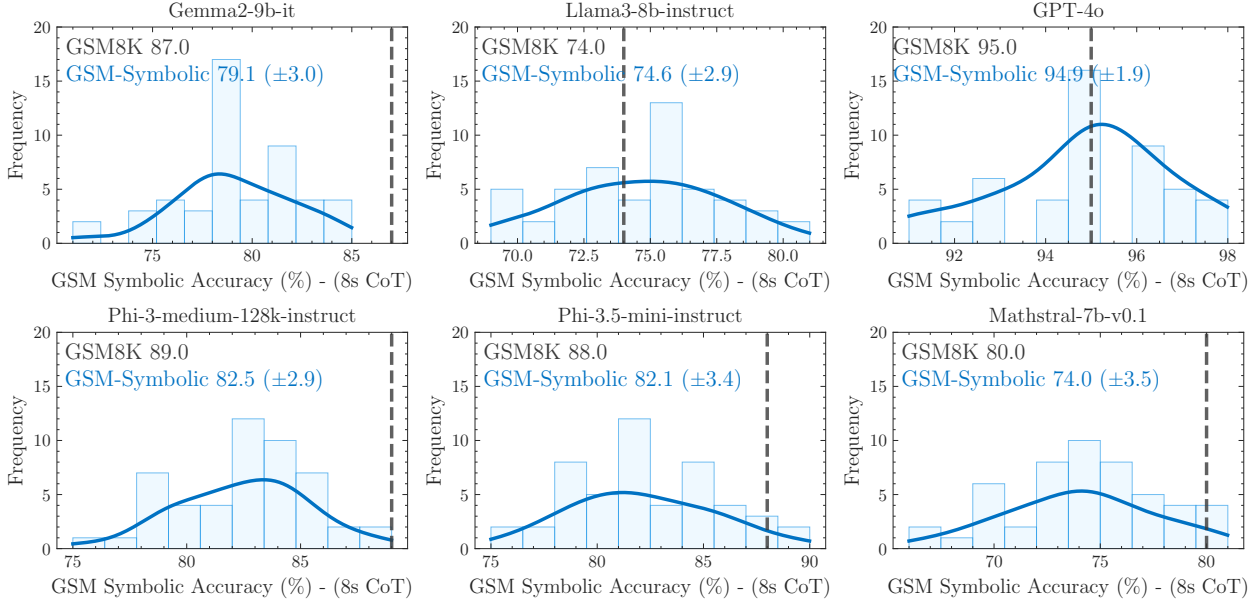 Gemma2-9b-it
GSM8K 87.0
GSM-Symbolic 79.1 (±3.0)
Frequency
0
5
10
15
20
75
80
85
GSM Symbolic Accuracy (%) - (8s CoT)
Llama3-8b-instruct
GSM8K 74.0
GSM-Symbolic 74.6 (±2.9)
Frequency
0
5
10
15
20
70.0
72.5
75.0
77.5
80.0
GSM Symbolic Accuracy (%) - (8s CoT)
GPT-4o
GSM8K 95.0
GSM-Symbolic 94.9 (±1.9)
Frequency
0
5
10
15
20
92
94
96
98
GSM Symbolic Accuracy (%) - (8s CoT)
Phi-3-medium-128k-instruct
GSM8K 89.0
GSM-Symbolic 82.5 (±2.9)
Frequency
0
5
10
15
20
75
80
85
GSM Symbolic Accuracy (%) - (8s CoT)
Phi-3.5-mini-instruct
GSM8K 88.0
GSM-Symbolic 82.1 (±3.4)
Frequency
0
5
10
15
20
75
80
85
90
GSM Symbolic Accuracy (%) - (8s CoT)
Mathstral-7b-v0.1
GSM8K 80.0
GSM-Symbolic 74.0 (±3.5)
Frequency
0
5
10
15
20
70
75
80
GSM Symbolic Accuracy (%) - (8s CoT)